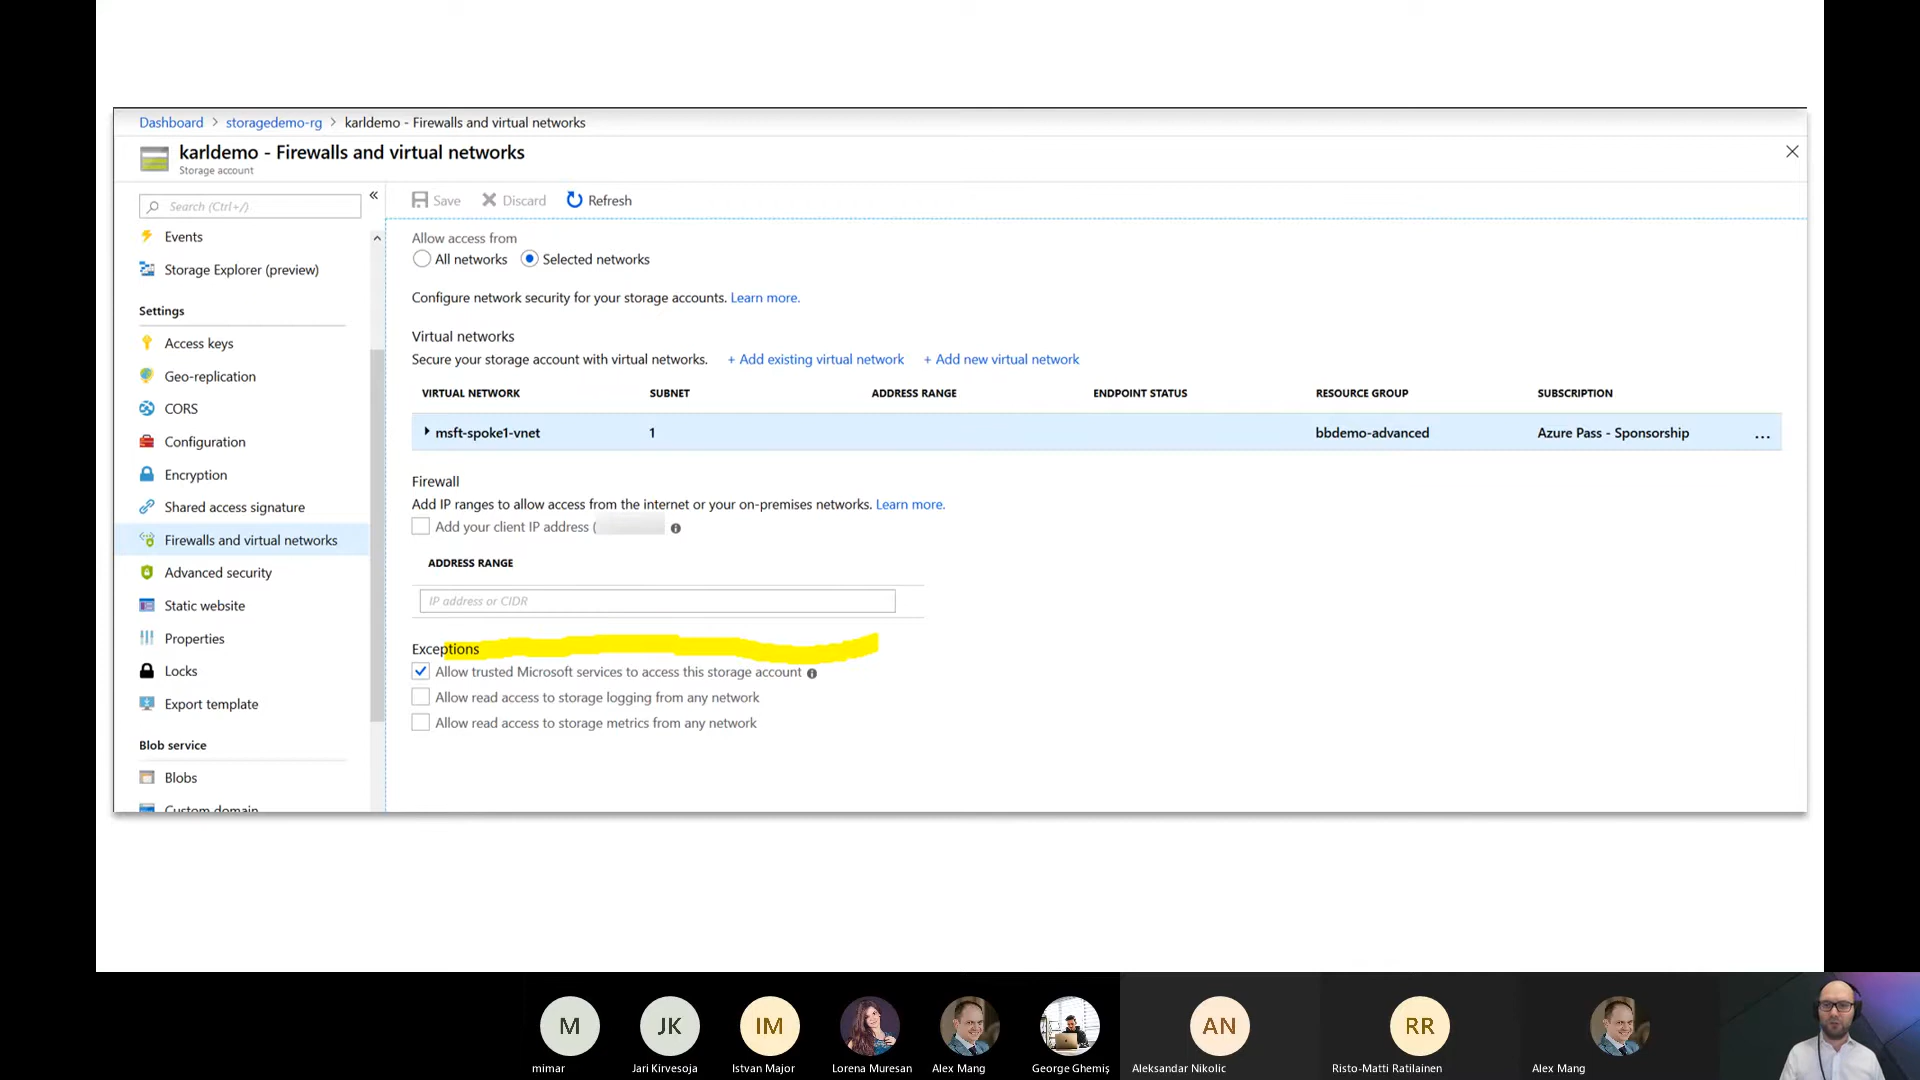 Dashboard > storagedemo-rg > karldemo - Firewalls and virtual networks
karldemo - Firewalls and virtual networks
Storage account
Search (Ctrl+/)
Events
Storage Explorer (preview)
Settings
Access keys
Geo-replication
CORS
Configuration
Encryption
Shared access signature
Firewalls and virtual networks
Advanced security
Static website
Properties
Locks
Export template
Blob service
Blobs
Custom domain
Save Discard Refresh
Allow access from
All networks Selected networks
Configure network security for your storage accounts. Learn more.
Virtual networks
Secure your storage account with virtual networks. + Add existing virtual network + Add new virtual network
VIRTUAL NETWORK SUBNET ADDRESS RANGE ENDPOINT STATUS RESOURCE GROUP SUBSCRIPTION
msft-spoke1-vnet 1 bbdemo-advanced Azure Pass - Sponsorship ...
Firewall
Add IP ranges to allow access from the internet or your on-premises networks. Learn more.
Add your client IP address (
ADDRESS RANGE
IP address or CIDR
Exceptions
Allow trusted Microsoft services to access this storage account
Allow read access to storage logging from any network
Allow read access to storage metrics from any network
M JK IM AN RR
mimar Jari Kirvesoja Istvan Major Lorena Muresan Alex Mang George Ghemiș Aleksandar Nikolic Risto-Matti Ratilainen Alex Mang